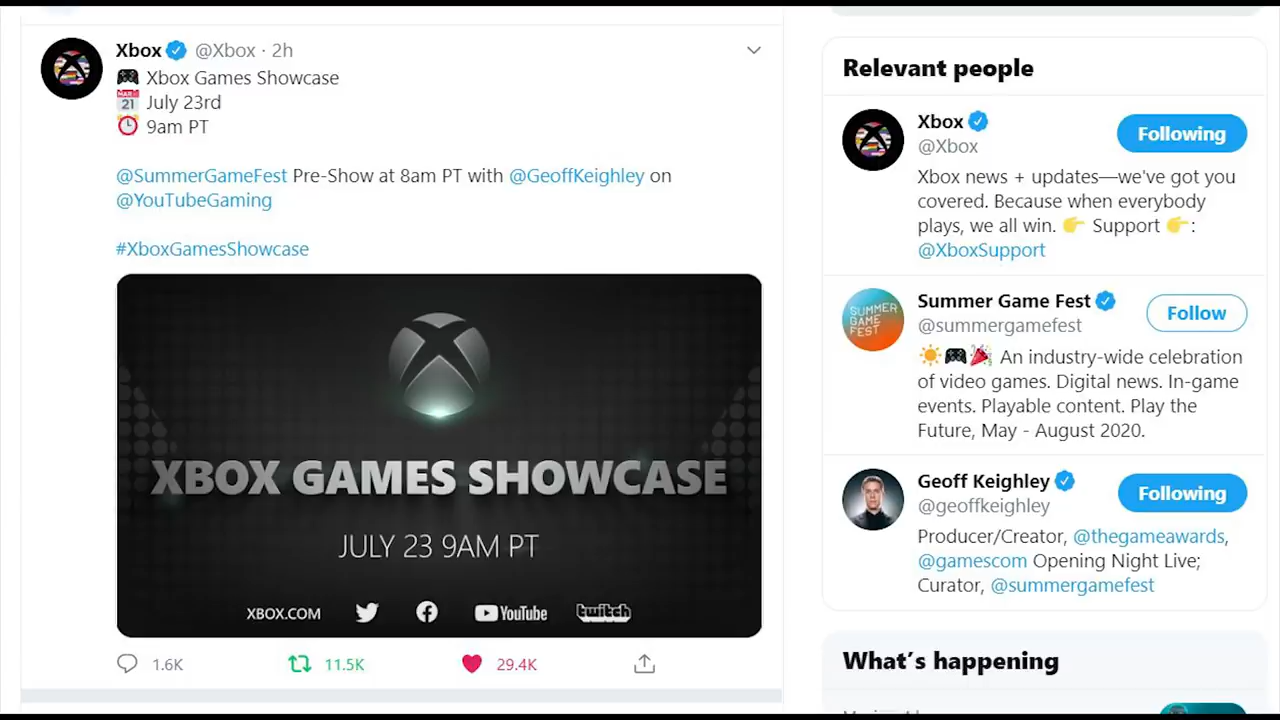 Xbox @Xbox · 2h
Xbox Games Showcase
July 23rd
9am PT
@SummerGameFest Pre-Show at 8am PT with @GeoffKeighley on
@YouTubeGaming
#XboxGamesShowcase
XBOX GAMES SHOWCASE
JULY 23 9AM PT
XBOX.COM YouTube twitch
1.6K 11.5K 29.4K
Relevant people
Xbox
@Xbox
Following
Xbox news + updates—we've got you
covered. Because when everybody
plays, we all win. 👉 Support 👉:
@XboxSupport
SUMMER
GAME
FEST
Summer Game Fest
@summergamefest
Follow
☀️🎮🎉 An industry-wide celebration
of video games. Digital news. In-game
events. Playable content. Play the
Future, May - August 2020.
Geoff Keighley
@geoffkeighley
Following
Producer/Creator, @thegameawards,
@gamescom Opening Night Live;
Curator, @summergamefest
What's happening